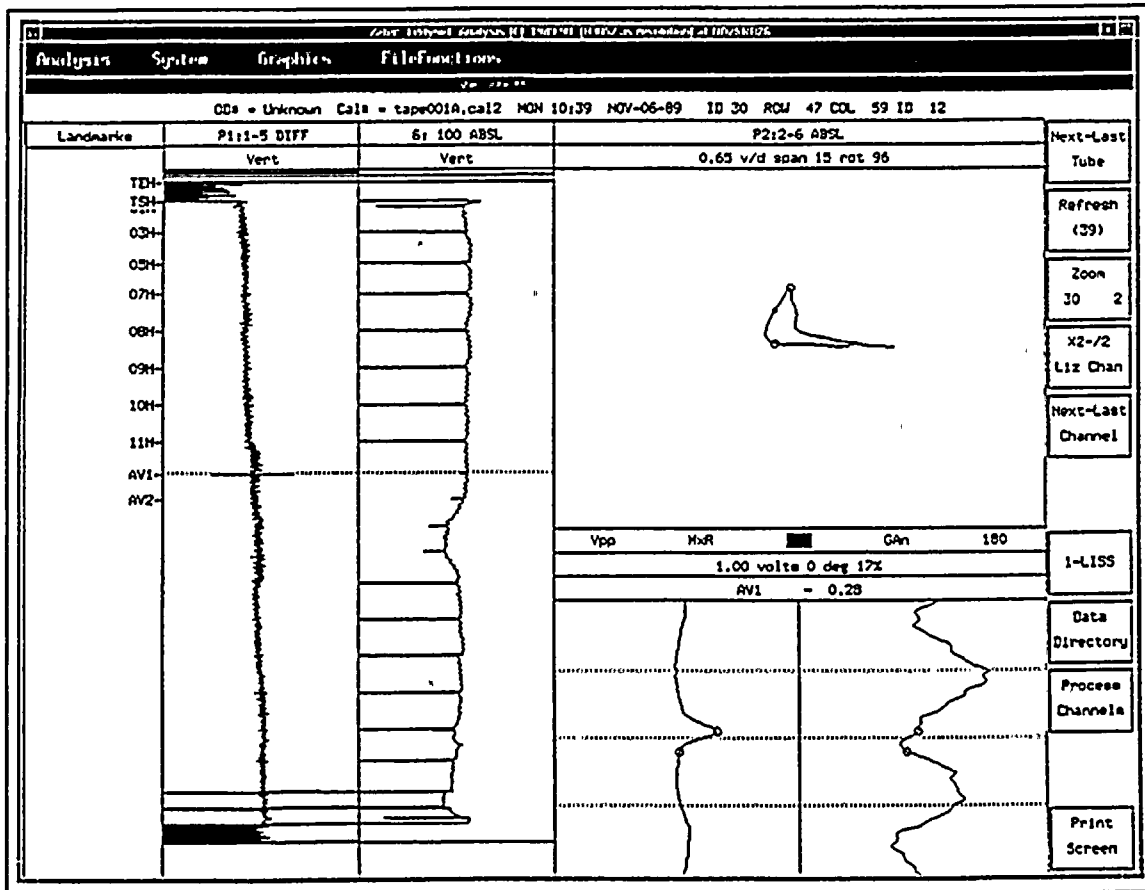 Analysis System Graphics FileFunctions
ODs = Unknown Cals = tape001A,cal2 MON 10:39 NOV-06-89 ID 30 ROW 47 COL 59 ID 12
Landmarks P1:1-5 DIFF 6: 100 ABSL P2:2-6 ABSL
Vert Vert 0.65 v/d span 15 rot 96
TEH
TSH
03H
05H
07H
08H
09H
10H
11H
AV1
AV2
Vpp MxR GAn 180
1.00 volts 0 deg 17%
AV1 - 0.28
Next-Last
Tube
Refresh
(39)
Zoom
30 2
X2-/2
Liz Chan
Next-Last
Channel
1-LISS
Data
Directory
Process
Channels
Print
Screen